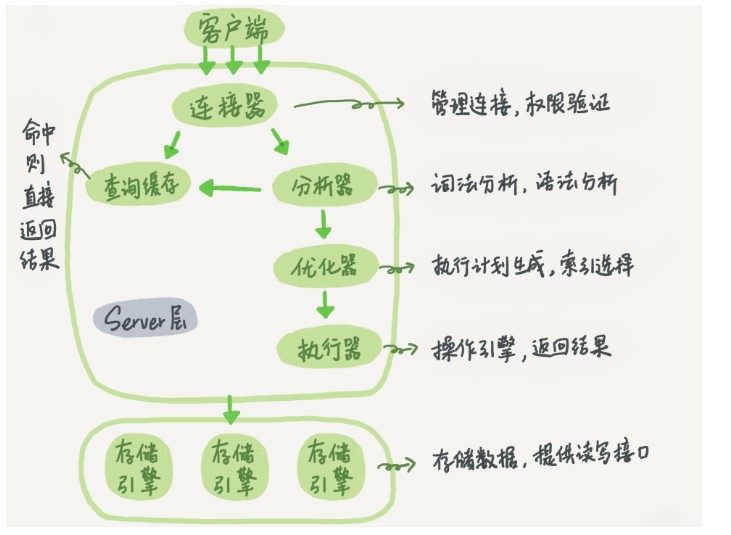 客户端
连接器
管理连接，权限验证
命中
则
直接
返回
结果
查询缓存
分析器
词法分析，语法分析
优化器
执行计划生成，索引选择
Server层
执行器
操作引擎，返回结果
存储
引擎
存储
引擎
存储
引擎
存储数据，提供读写接口